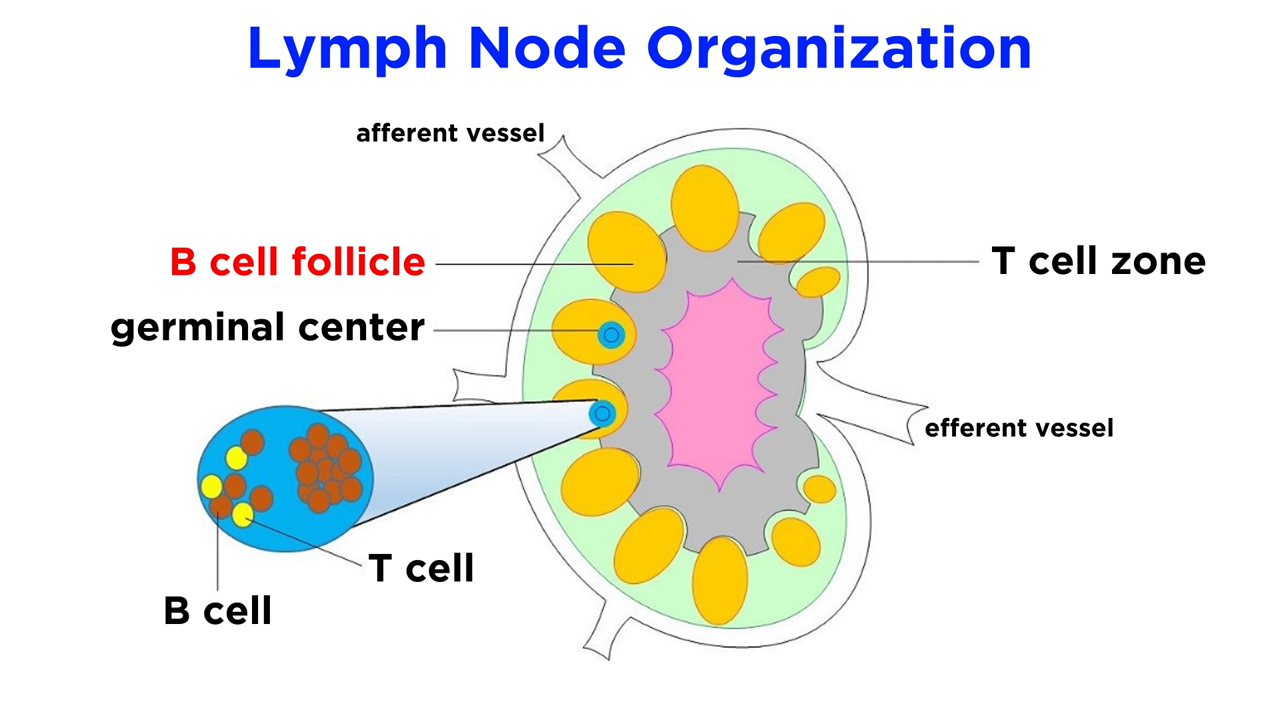 Lymph Node Organization
afferent vessel
B cell follicle
T cell zone
germinal center
efferent vessel
T cell
B cell